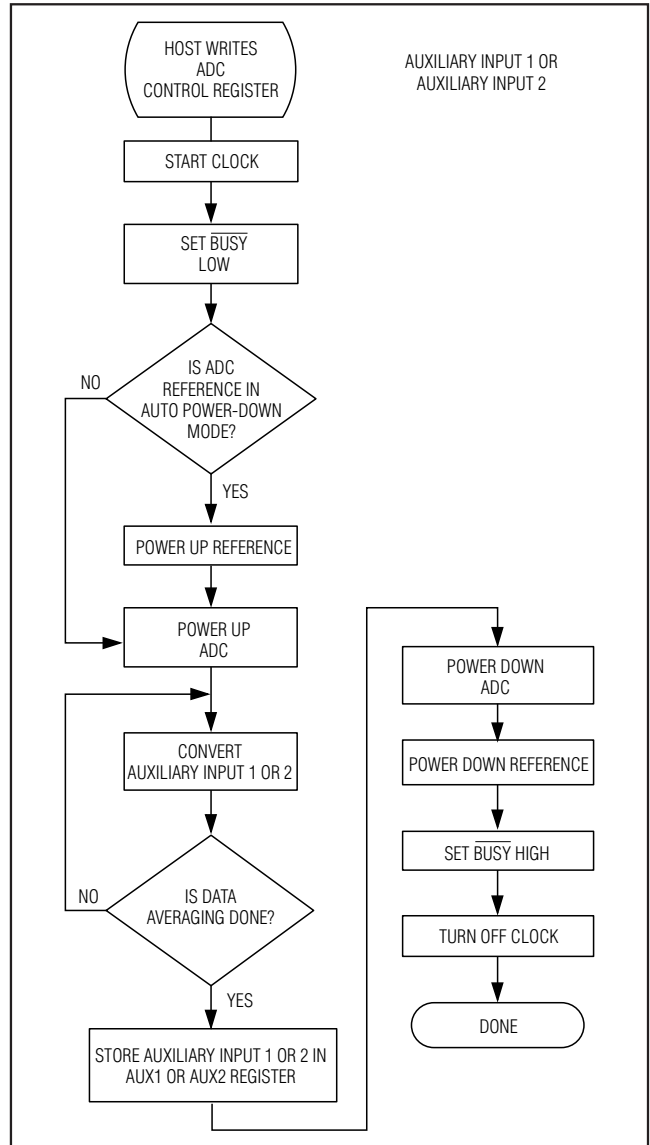 HOST WRITES
ADC
CONTROL REGISTER
AUXILIARY INPUT 1 OR
AUXILIARY INPUT 2
START CLOCK
SET B̅U̅S̅Y̅
LOW
IS ADC
REFERENCE IN
AUTO POWER-DOWN
MODE?
NO
YES
POWER UP REFERENCE
POWER UP
ADC
CONVERT
AUXILIARY INPUT 1 OR 2
IS DATA
AVERAGING DONE?
NO
YES
STORE AUXILIARY INPUT 1 OR 2 IN
AUX1 OR AUX2 REGISTER
POWER DOWN
ADC
POWER DOWN REFERENCE
SET B̅U̅S̅Y̅ HIGH
TURN OFF CLOCK
DONE